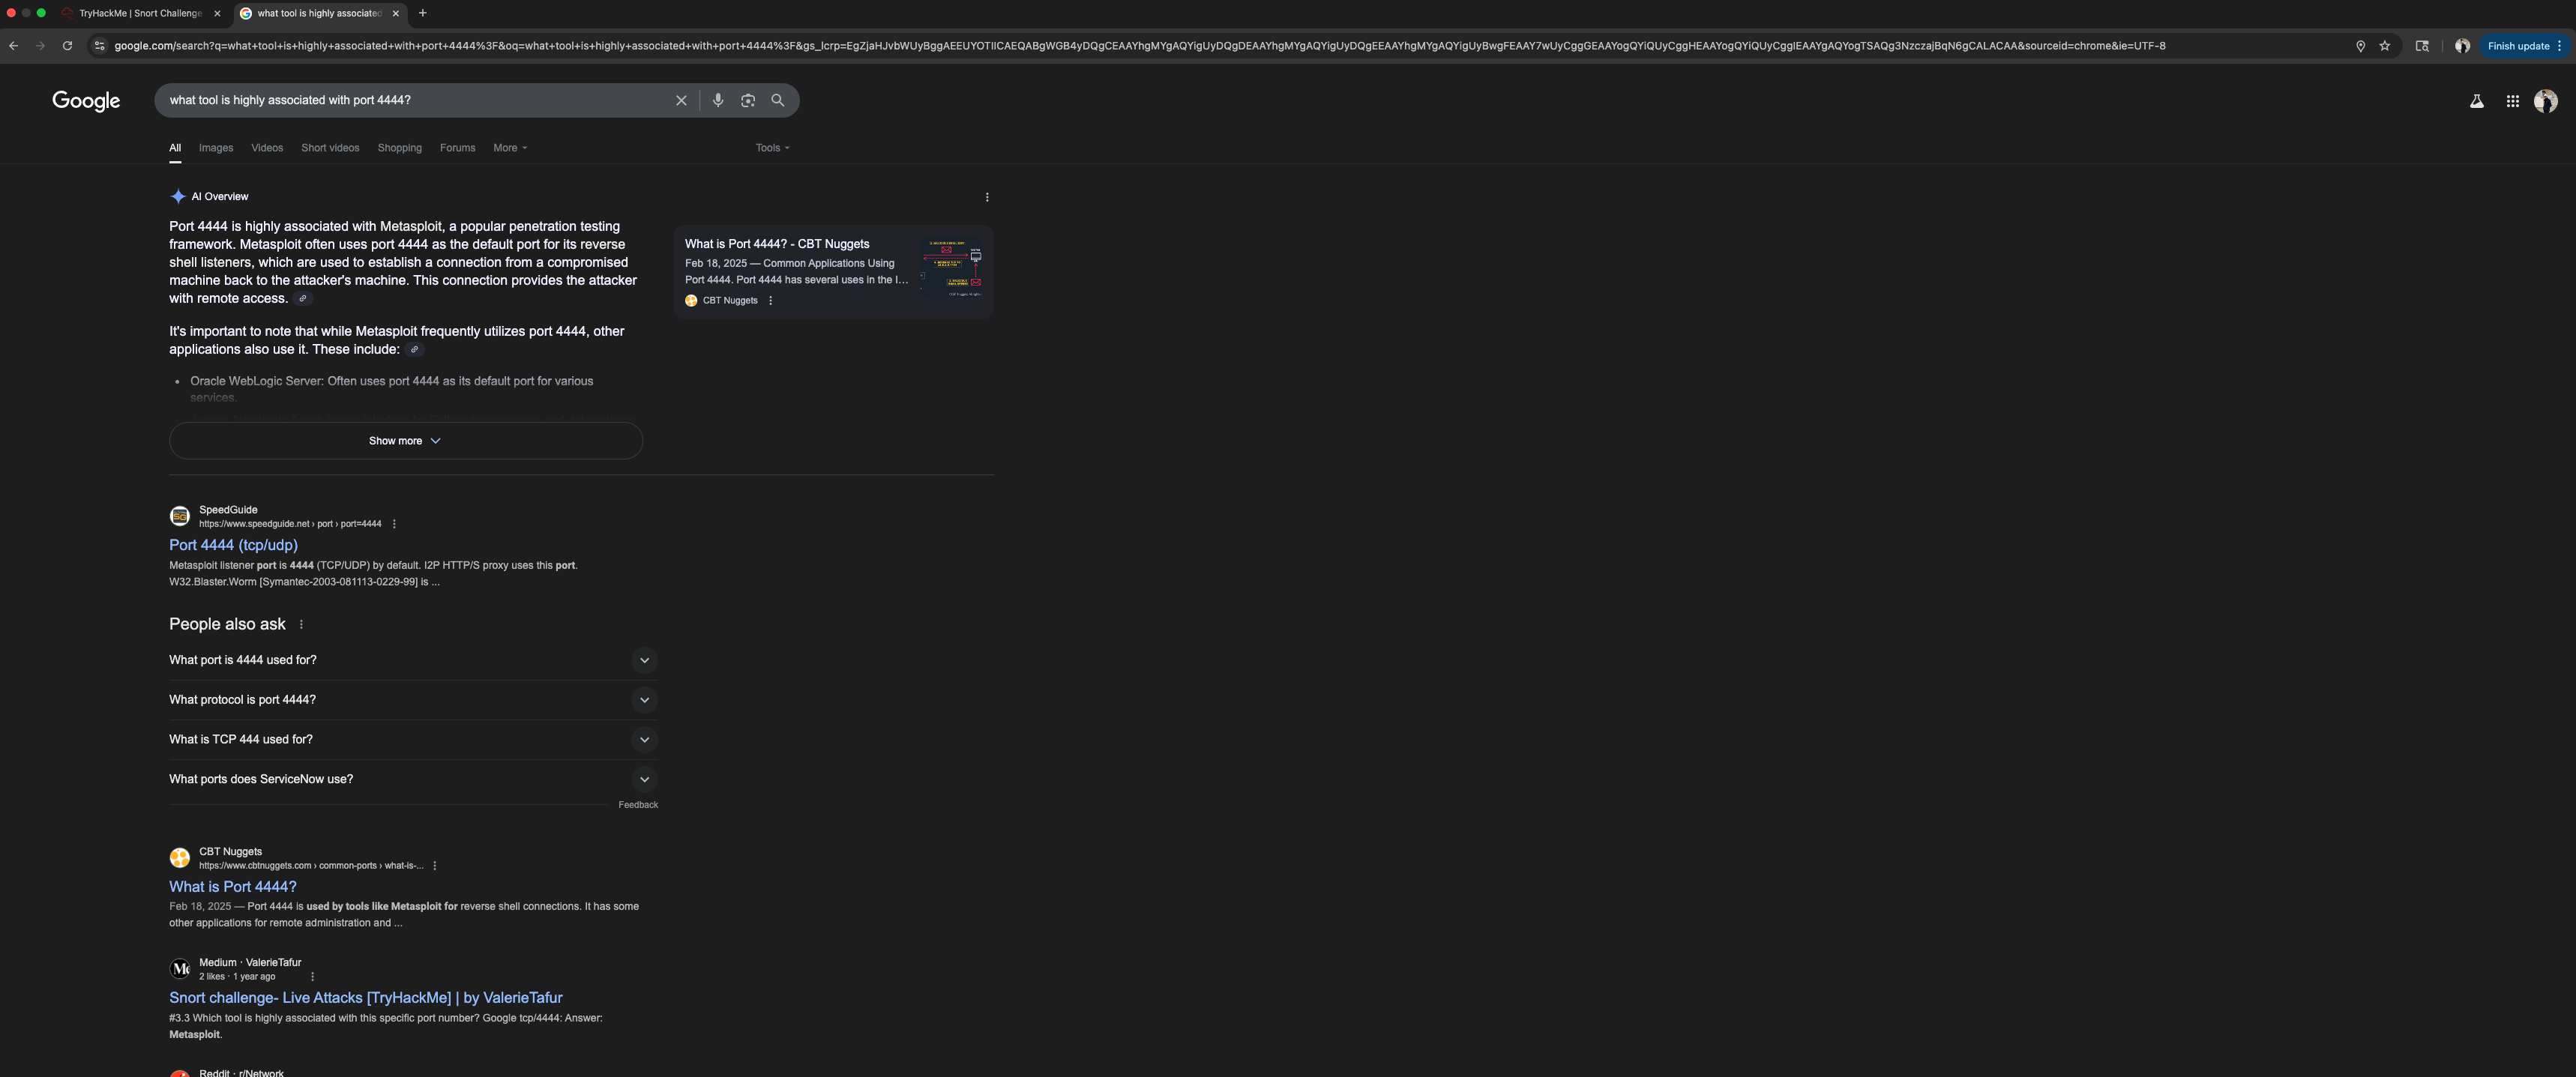 TryHackMe | Snort Challenge
what tool is highly associated
google.com/search?q=what+tool+is+highly+associated+with+port+4444%3F&oq=what+tool+is+highly+associated+with+port+4444%3F&gs_lcrp=
Finish update
Google
what tool is highly associated with port 4444?
All
Images
Videos
Short videos
Shopping
Forums
More
Tools
AI Overview
Port 4444 is highly associated with Metasploit, a popular penetration testing
framework. Metasploit often uses port 4444 as the default port for its reverse
shell listeners, which are used to establish a connection from a compromised
machine back to the attacker's machine. This connection provides the attacker
with remote access.
It's important to note that while Metasploit frequently utilizes port 4444, other
applications also use it. These include:
• Oracle WebLogic Server: Often uses port 4444 as its default port for various
services.
Show more
What is Port 4444? - CBT Nuggets
Feb 18, 2025 — Common Applications Using
Port 4444. Port 4444 has several uses in the I...
CBT Nuggets
SpeedGuide
https://www.speedguide.net › port › port=4444
Port 4444 (tcp/udp)
Metasploit listener port is 4444 (TCP/UDP) by default. I2P HTTP/S proxy uses this port.
W32.Blaster.Worm [Symantec-2003-081113-0229-99] is ...
People also ask
What port is 4444 used for?
What protocol is port 4444?
What is TCP 444 used for?
What ports does ServiceNow use?
Feedback
CBT Nuggets
https://www.cbtnuggets.com › common-ports › what-is-...
What is Port 4444?
Feb 18, 2025 — Port 4444 is used by tools like Metasploit for reverse shell connections. It has some
other applications for remote administration and ...
Medium · ValerieTafur
2 likes · 1 year ago
Snort challenge- Live Attacks [TryHackMe] | by ValerieTafur
#3.3 Which tool is highly associated with this specific port number? Google tcp/4444: Answer:
Metasploit.
Reddit · r/Network